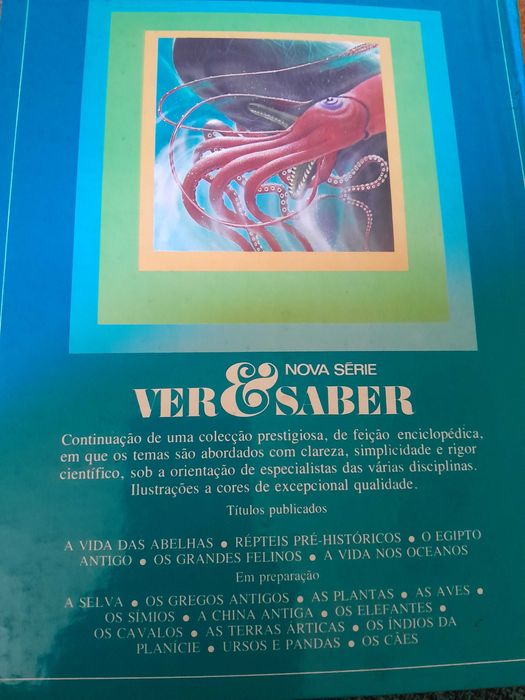 NOVA SÉRIE
VER & SABER
Continuação de uma colecção prestigiosa, de feição enciclopédica,
em que os temas são abordados com clareza, simplicidade e rigor
científico, sob a orientação de especialistas das várias disciplinas.
Ilustrações a cores de excepcional qualidade.
Títulos publicados
A VIDA DAS ABELHAS • RÉPTEIS PRÉ-HISTÓRICOS • O EGIPTO
ANTIGO • OS GRANDES FELINOS • A VIDA NOS OCEANOS
Em preparação
A SELVA • OS GREGOS ANTIGOS • AS PLANTAS • AS AVES •
OS SÍMIOS • A CHINA ANTIGA • OS ELEFANTES •
OS CAVALOS • AS TERRAS ÁRTICAS • OS ÍNDIOS DA
PLANÍCIE • URSOS E PANDAS • OS CÃES